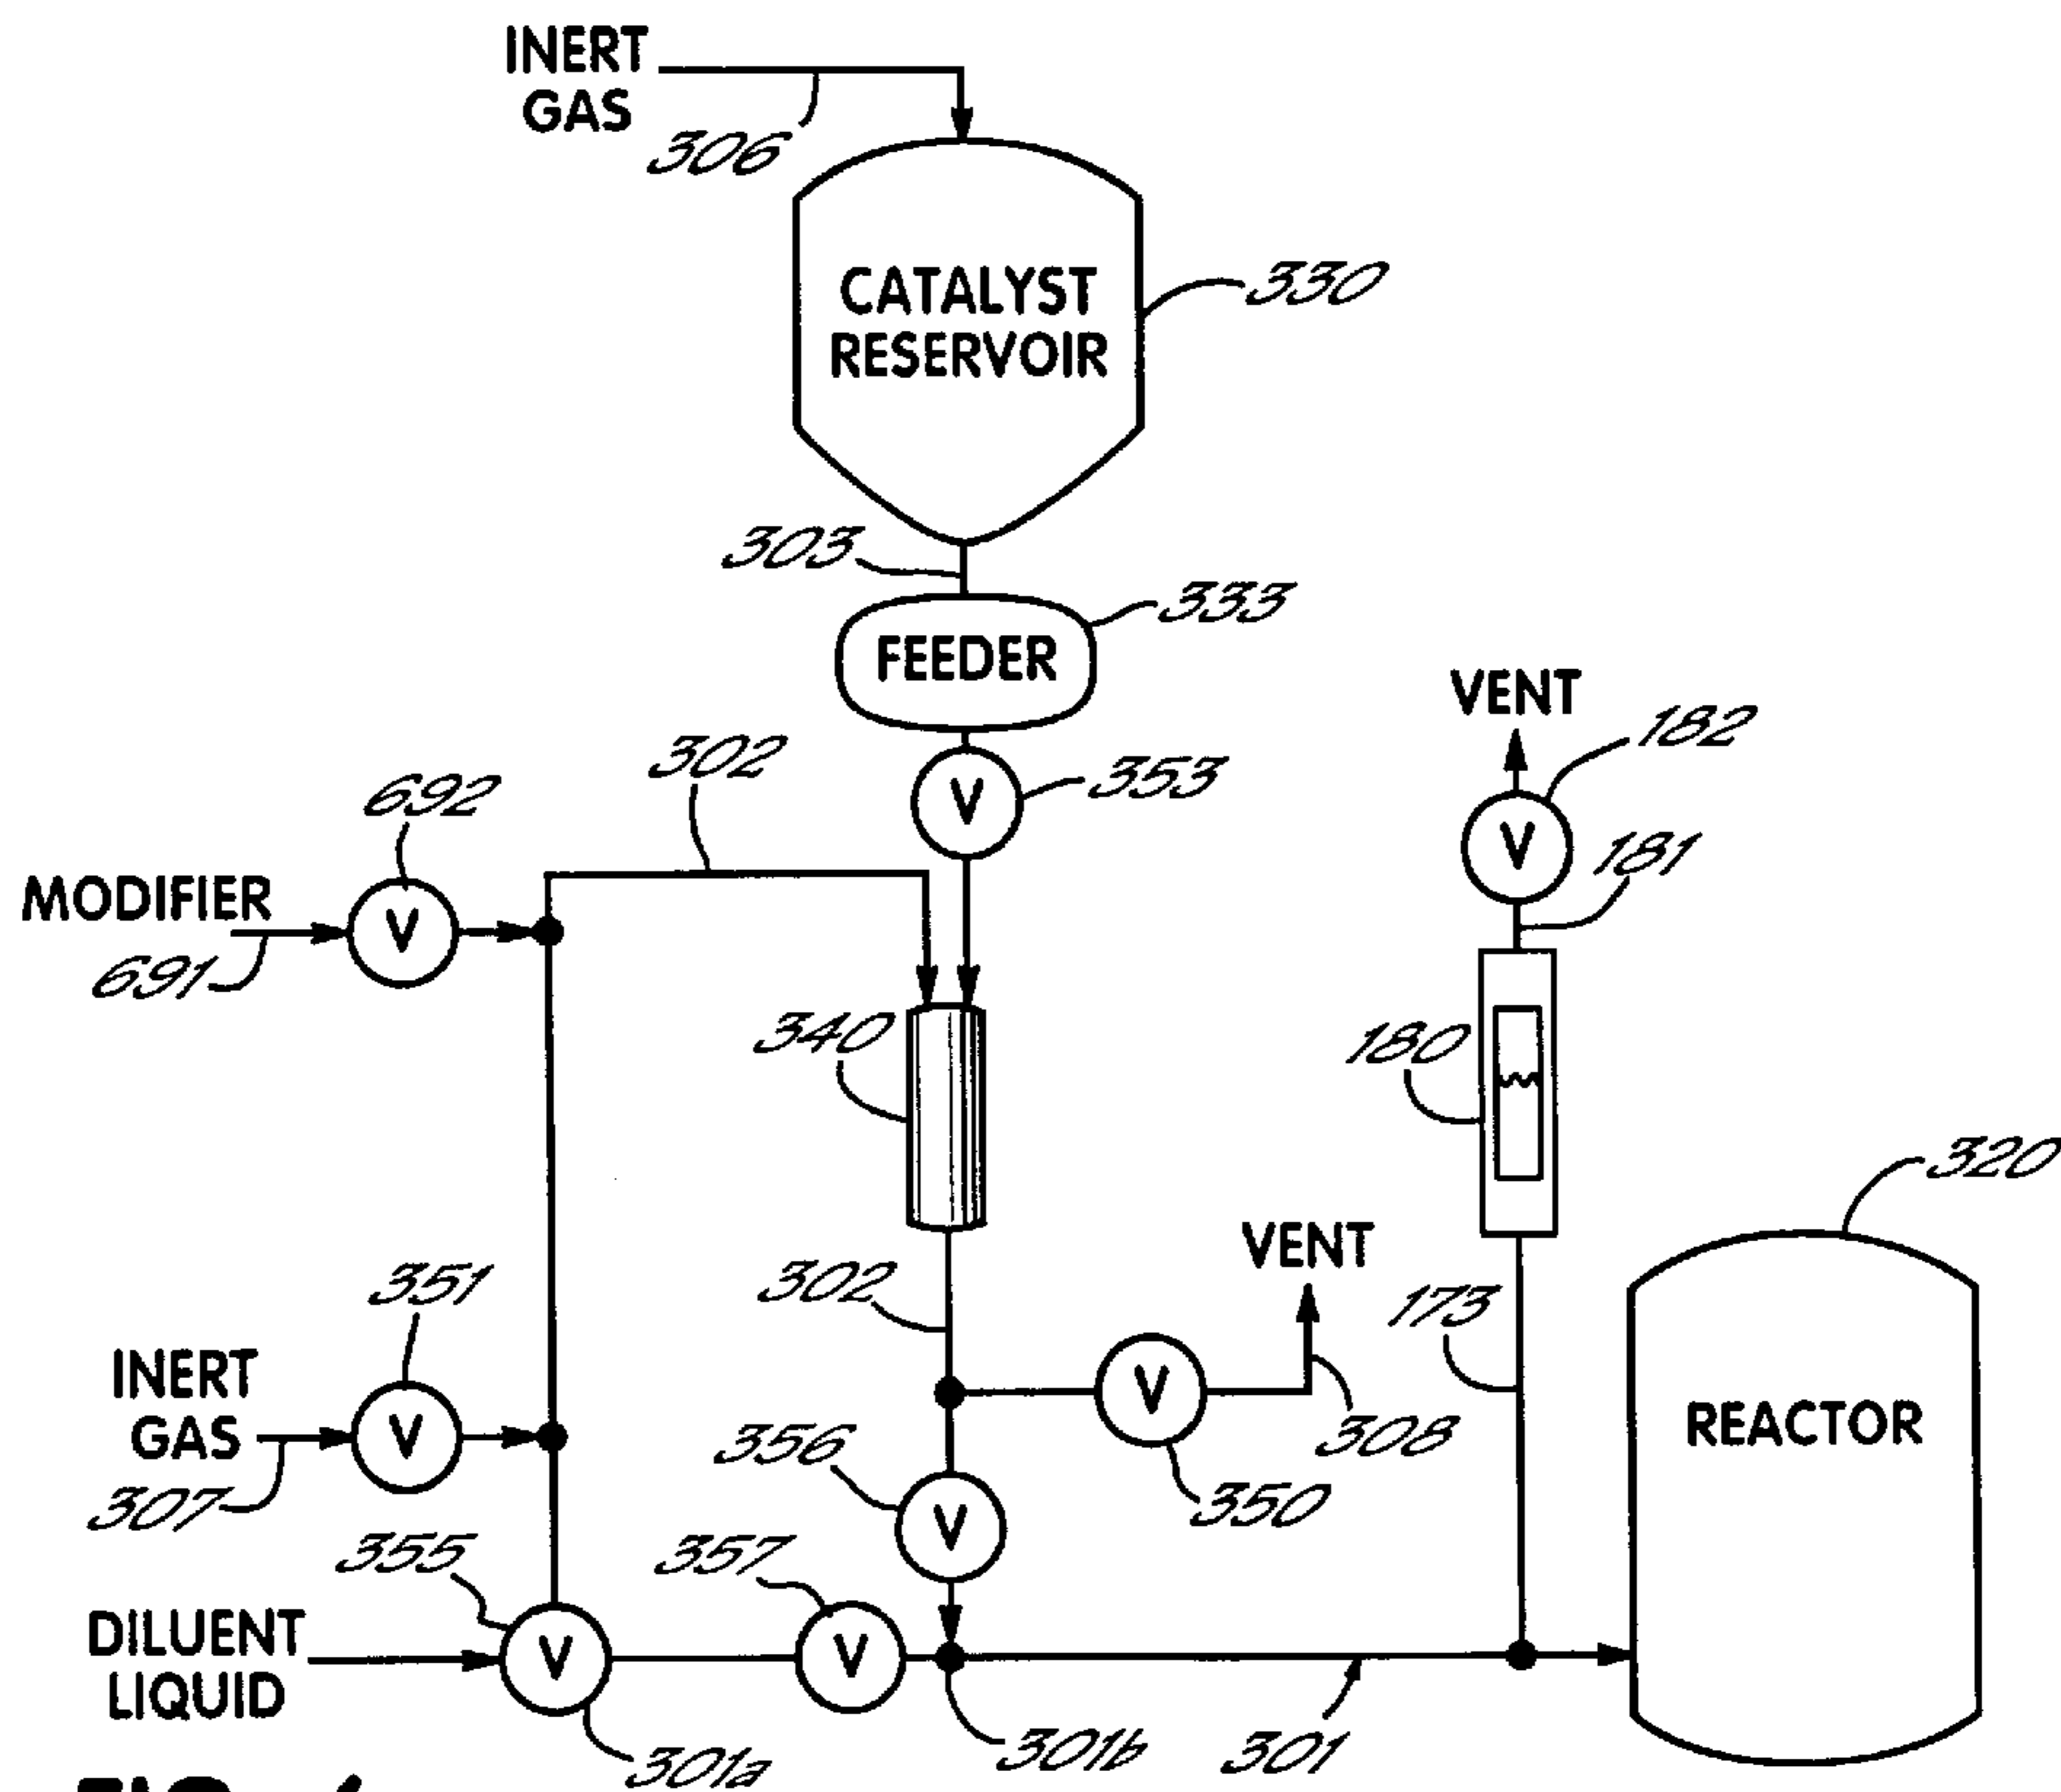 INERT
GAS
306
CATALYST
RESERVOIR
330
303
333
FEEDER
VENT
182
302
353
692
V
V
181
MODIFIER
V
691
340
180
320
VENT
302
173
351
INERT
GAS
V
V
308
REACTOR
307
356
350
V
355
357
DILUENT
LIQUID
V
V
301a
301b
301